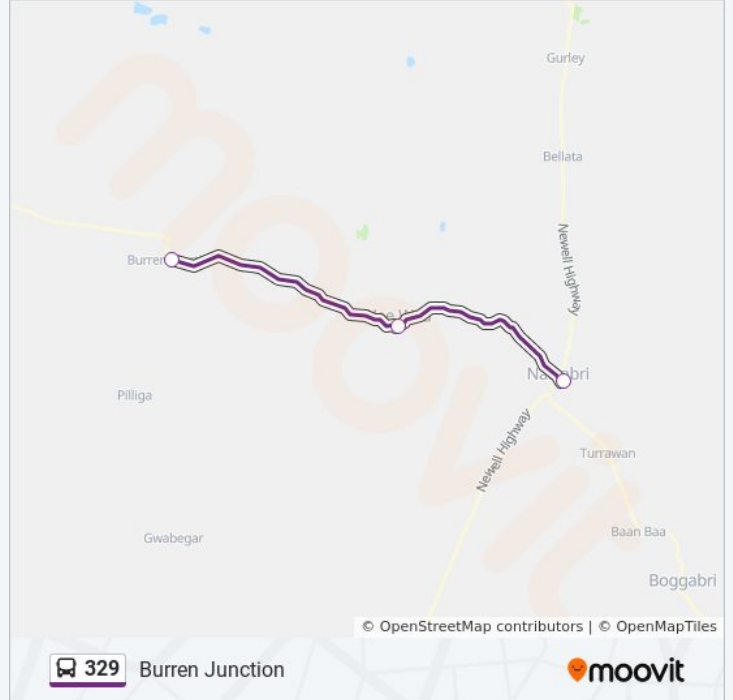 Gurley
Bellata
Newell Highway
Burren
Pilliga
Newell Highway
Turrawan
Gwabegar
Baan Baa
Boggabri
© OpenStreetMap contributors | © OpenMapTiles
329 Burren Junction
moovit
moovit